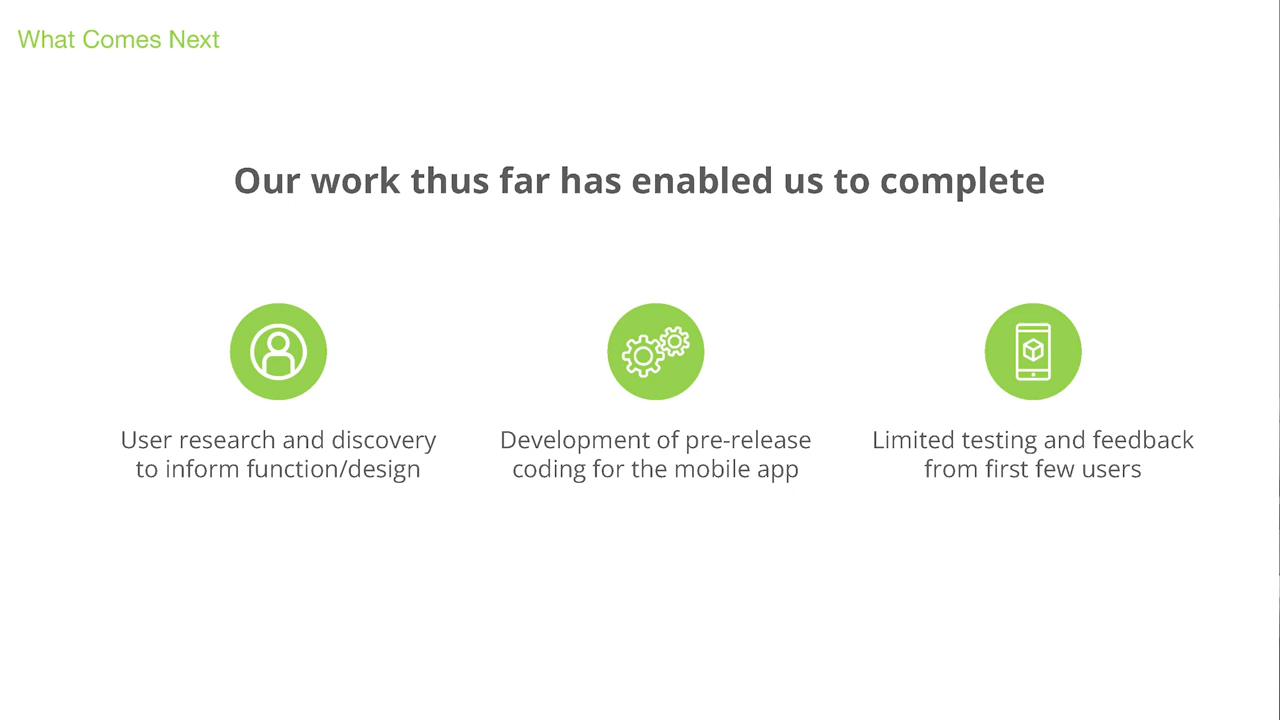 What Comes Next
Our work thus far has enabled us to complete
User research and discovery
to inform function/design
Development of pre-release
coding for the mobile app
Limited testing and feedback
from first few users